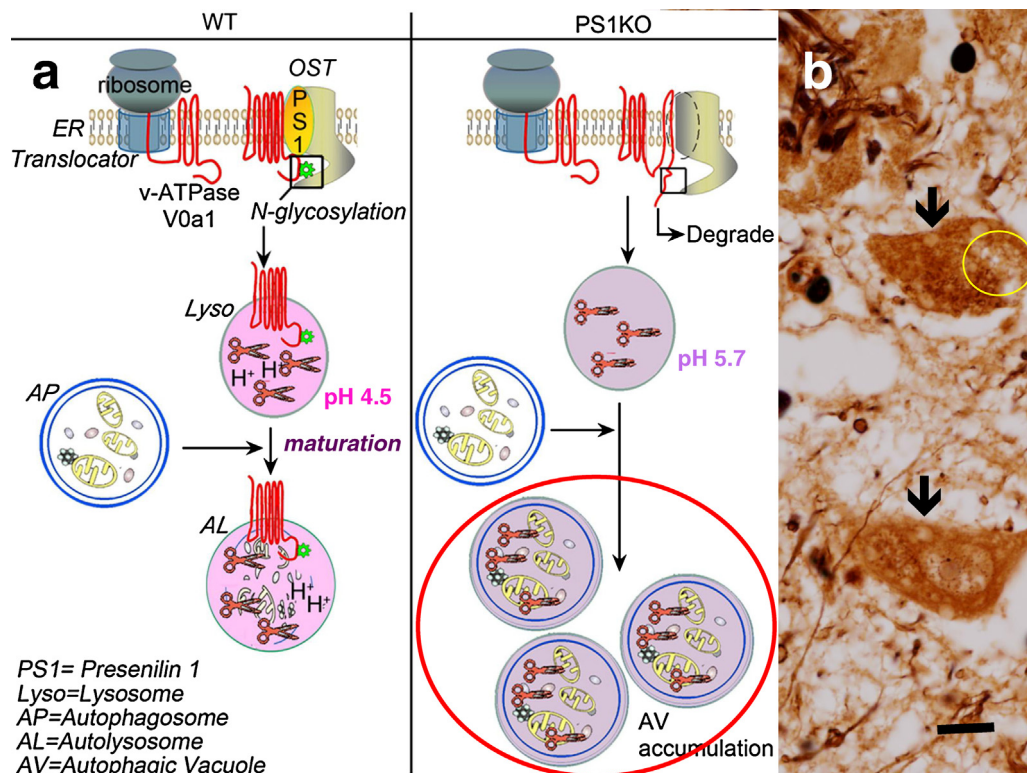 WT
PS1KO
a
b
ribosome
OST
P
S
1
ER
Translocator
v-ATPase
V0a1
N-glycosylation
Degrade
Lyso
H+
H+
pH 4.5
pH 5.7
AP
maturation
AL
H+
H+
AV
accumulation
PS1= Presenilin 1
Lyso=Lysosome
AP=Autophagosome
AL=Autolysosome
AV=Autophagic Vacuole